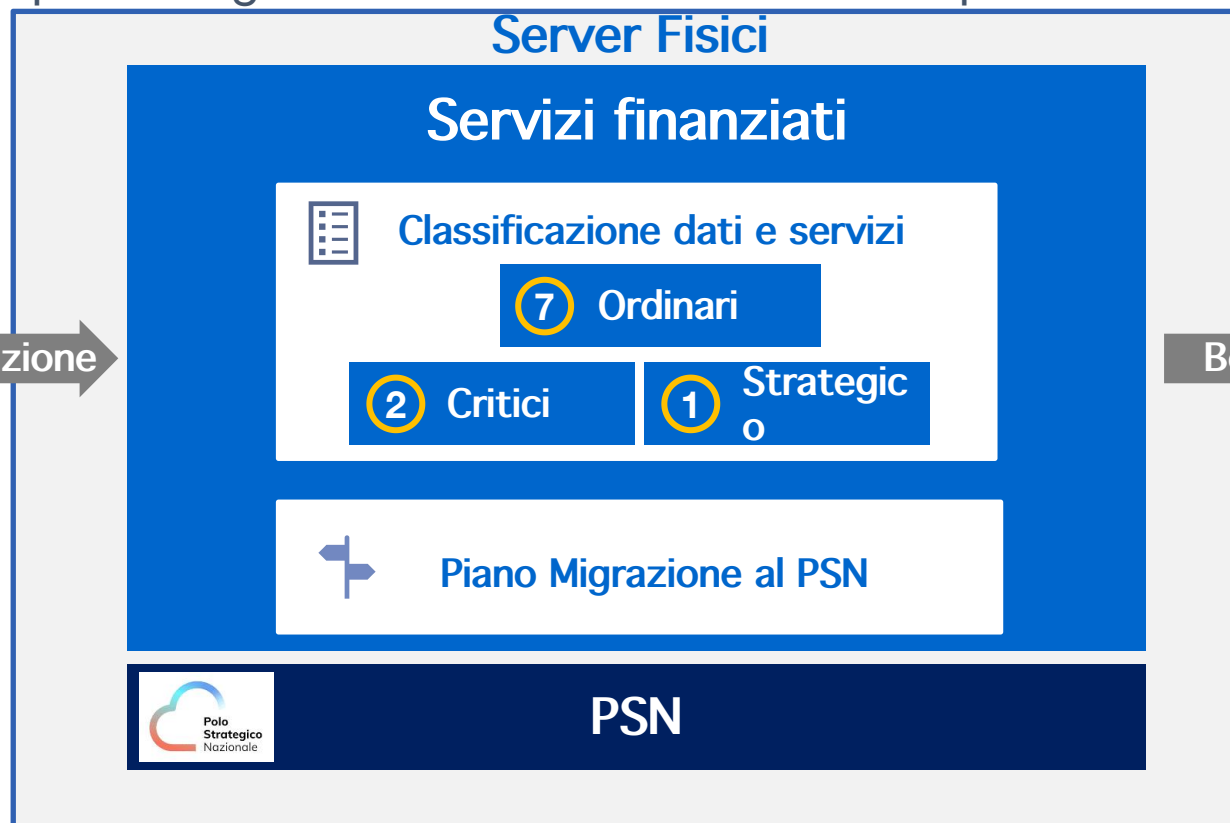 Server Fisici
Servizi finanziati
Classificazione dati e servizi
7 Ordinari
2 Critici
1 Strategic
o
zione
Piano Migrazione al PSN
Polo
Strategico
Nazionale
PSN